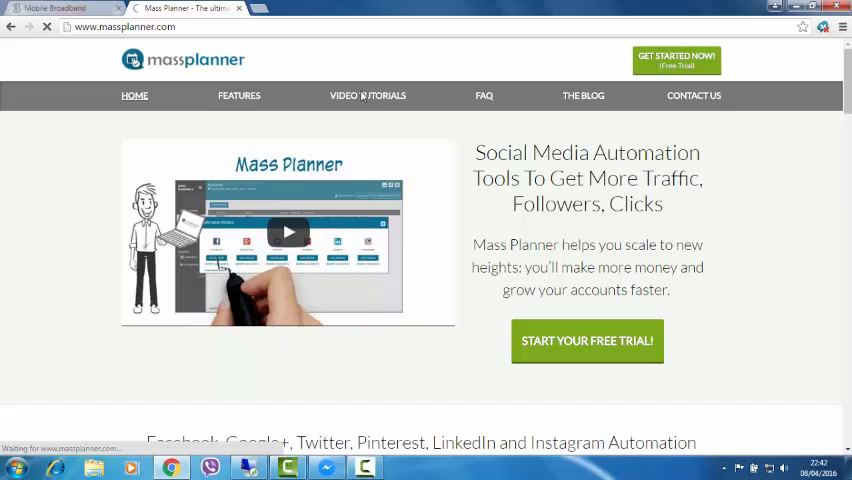 Mobile Broadband
Mass Planner - The ultim
www.massplanner.com
massplanner
GET STARTED NOW!
(Free Trial)
HOME FEATURES VIDEO TUTORIALS FAQ THE BLOG CONTACT US
Mass Planner
Social Media Automation
Tools To Get More Traffic,
Followers, Clicks
Mass Planner helps you scale to new
heights: you'll make more money and
grow your accounts faster.
START YOUR FREE TRIAL!
Facebook, Google+, Twitter, Pinterest, LinkedIn and Instagram Automation
Waiting for www.massplanner.com...
22:42
08/04/2016